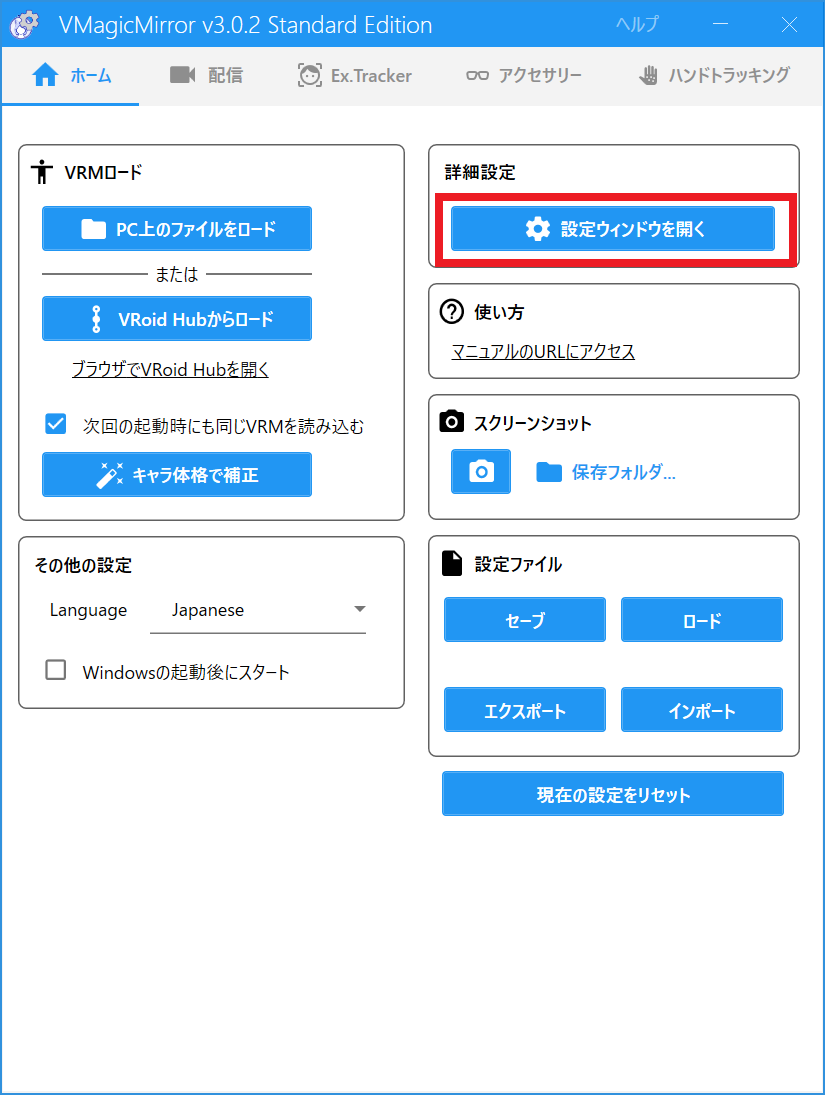 VMagicMirror v3.0.2 Standard Edition
ヘルプ
ホーム
配信
Ex.Tracker
アクセサリー
ハンドトラッキング
VRMロード
PC上のファイルをロード
または
VRoid Hubからロード
ブラウザでVRoid Hubを開く
次回の起動時にも同じVRMを読み込む
キャラ体格で補正
その他の設定
Language
Japanese
Windowsの起動後にスタート
詳細設定
設定ウィンドウを開く
使い方
マニュアルのURLにアクセス
スクリーンショット
保存フォルダ...
設定ファイル
セーブ
ロード
エクスポート
インポート
現在の設定をリセット